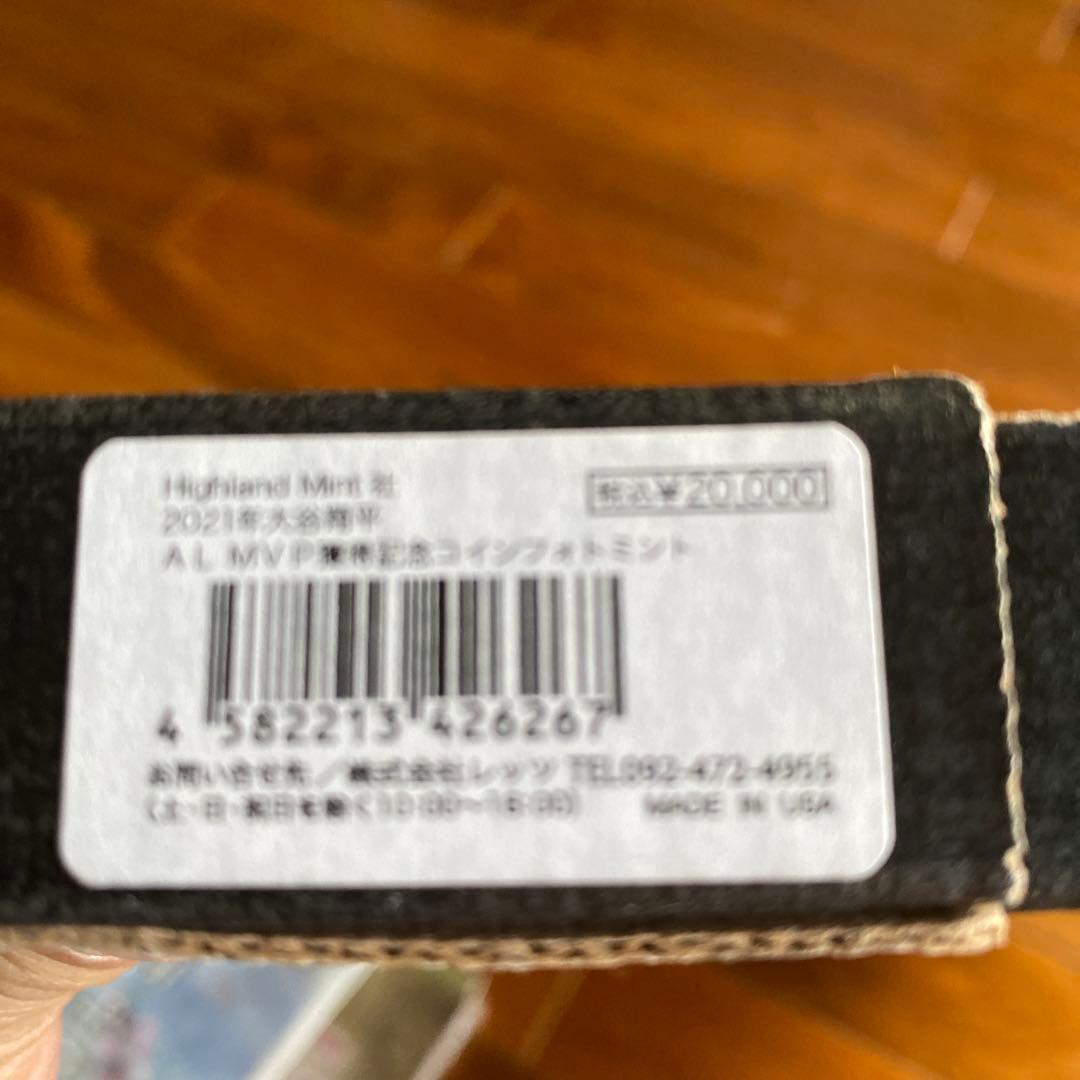 Highland Mint 社
税込¥20,000
2021年大谷翔平
AL MVP獲得記念コインフォトミント
4 582213 426267
お問い合せ先/株式会社レッツ TEL092-472-4955
(土・日・祝日を除く10:00〜18:00) MADE IN USA